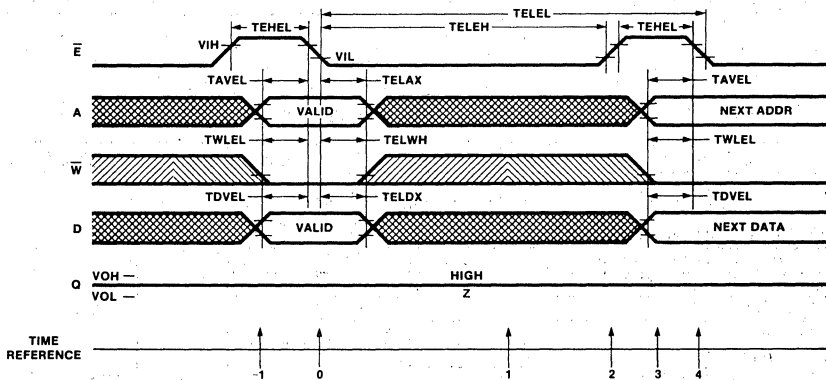 TELEL
TEHEL TELEH TEHEL
E VIH VIL
TAVEL TELAX TAVEL
A VALID NEXT ADDR
TWLEL TELWH TWLEL
W
TDVEL TELDX TDVEL
D VALID NEXT DATA
Q VOH HIGH
VOL Z
TIME
REFERENCE
-1 0 1 2 3 4